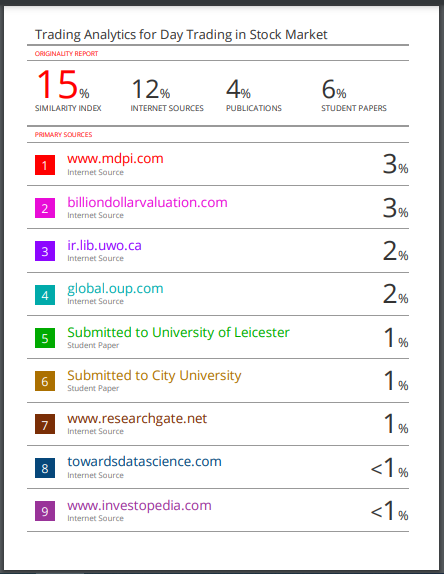 Trading Analytics for Day Trading in Stock Market
ORIGINALITY REPORT
15% 12% 4% 6%
SIMILARITY INDEX INTERNET SOURCES PUBLICATIONS STUDENT PAPERS
PRIMARY SOURCES
1 www.mdpi.com 3%
Internet Source
2 billiondollarvaluation.com 3%
Internet Source
3 ir.lib.uwo.ca 2%
Internet Source
4 global.oup.com 2%
Internet Source
5 Submitted to University of Leicester 1%
Student Paper
6 Submitted to City University 1%
Student Paper
7 www.researchgate.net 1%
Internet Source
8 towardsdatascience.com <1%
Internet Source
9 www.investopedia.com <1%
Internet Source